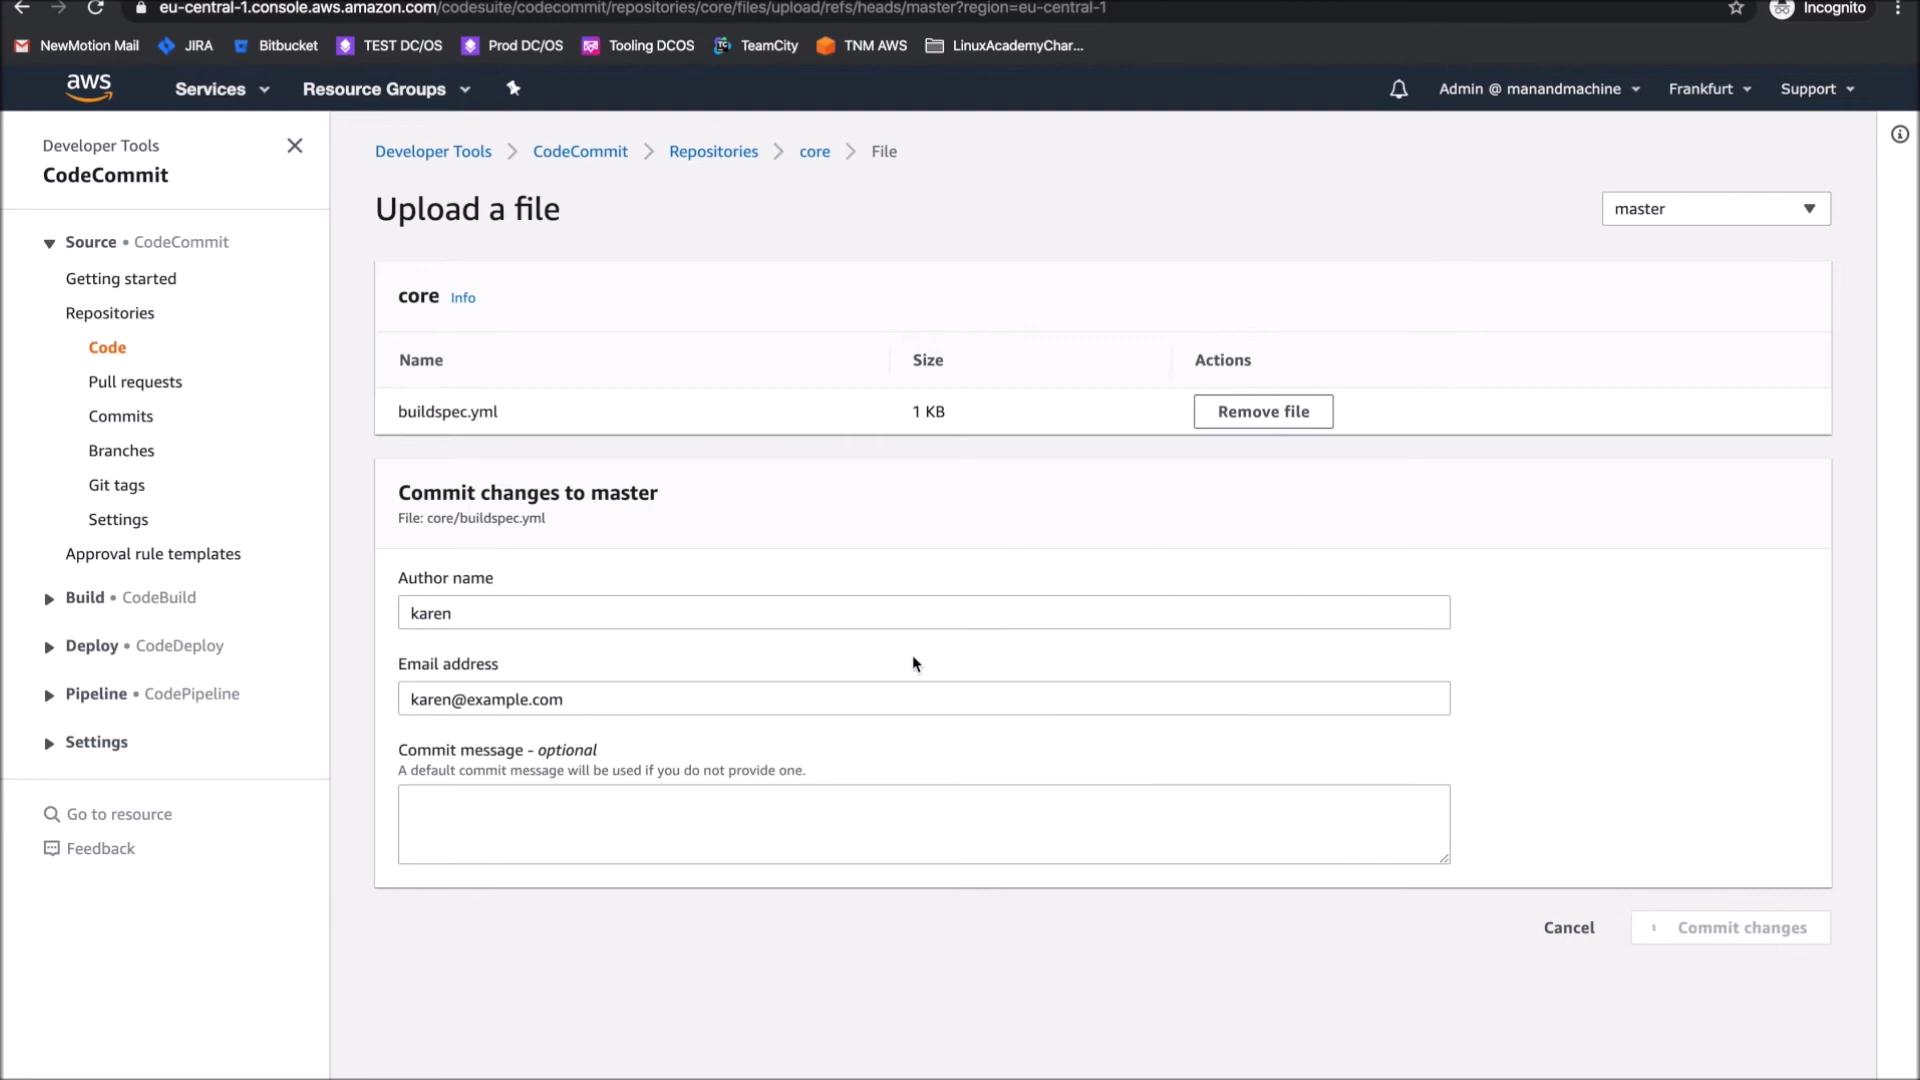 eu-central-1.console.aws.amazon.com/codesuite/codecommit/repositories/core/files/upload/refs/heads/master?region=eu-central-1
Incognito
NewMotion Mail
JIRA
Bitbucket
TEST DC/OS
Prod DC/OS
Tooling DCOS
TC
TeamCity
TNM AWS
LinuxAcademyChar...
aws
Services
Resource Groups
Admin @ manandmachine
Frankfurt
Support
Developer Tools
CodeCommit
Source • CodeCommit
Getting started
Repositories
Code
Pull requests
Commits
Branches
Git tags
Settings
Approval rule templates
Build • CodeBuild
Deploy • CodeDeploy
Pipeline • CodePipeline
Settings
Go to resource
Feedback
Developer Tools
CodeCommit
Repositories
core
File
Upload a file
master
core Info
Name
Size
Actions
buildspec.yml
1 KB
Remove file
Commit changes to master
File: core/buildspec.yml
Author name
karen
Email address
karen@example.com
Commit message - optional
A default commit message will be used if you do not provide one.
Cancel
Commit changes